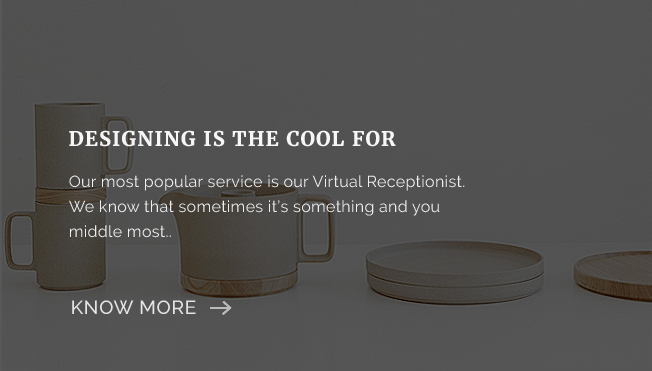 DESIGNING IS THE COOL FOR
Our most popular service is our Virtual Receptionist.
We know that sometimes it's something and you
middle most..
KNOW MORE